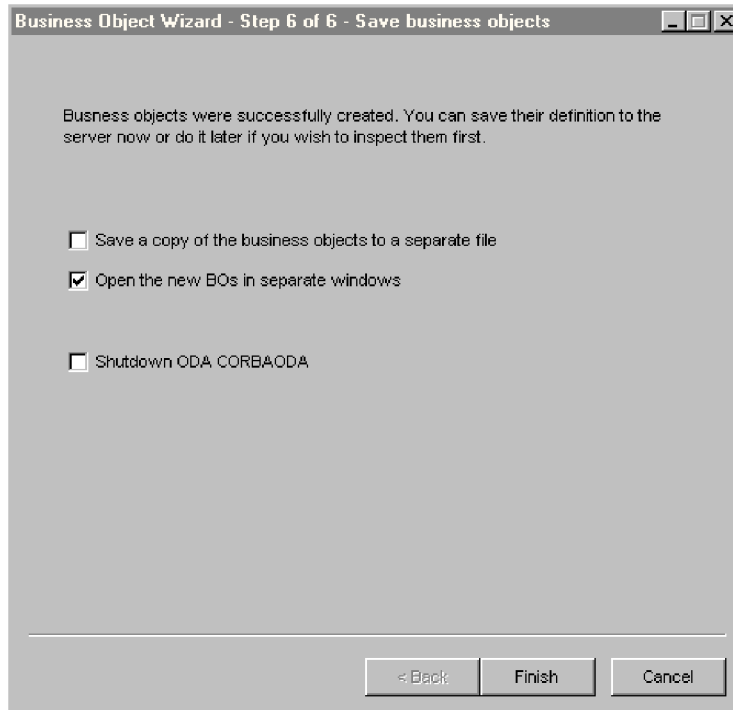 Business Object Wizard - Step 6 of 6 - Save business objects
Busness objects were successfully created. You can save their definition to the
server now or do it later if you wish to inspect them first.
Save a copy of the business objects to a separate file
Open the new BOs in separate windows
Shutdown ODA CORBAODA
< Back Finish Cancel